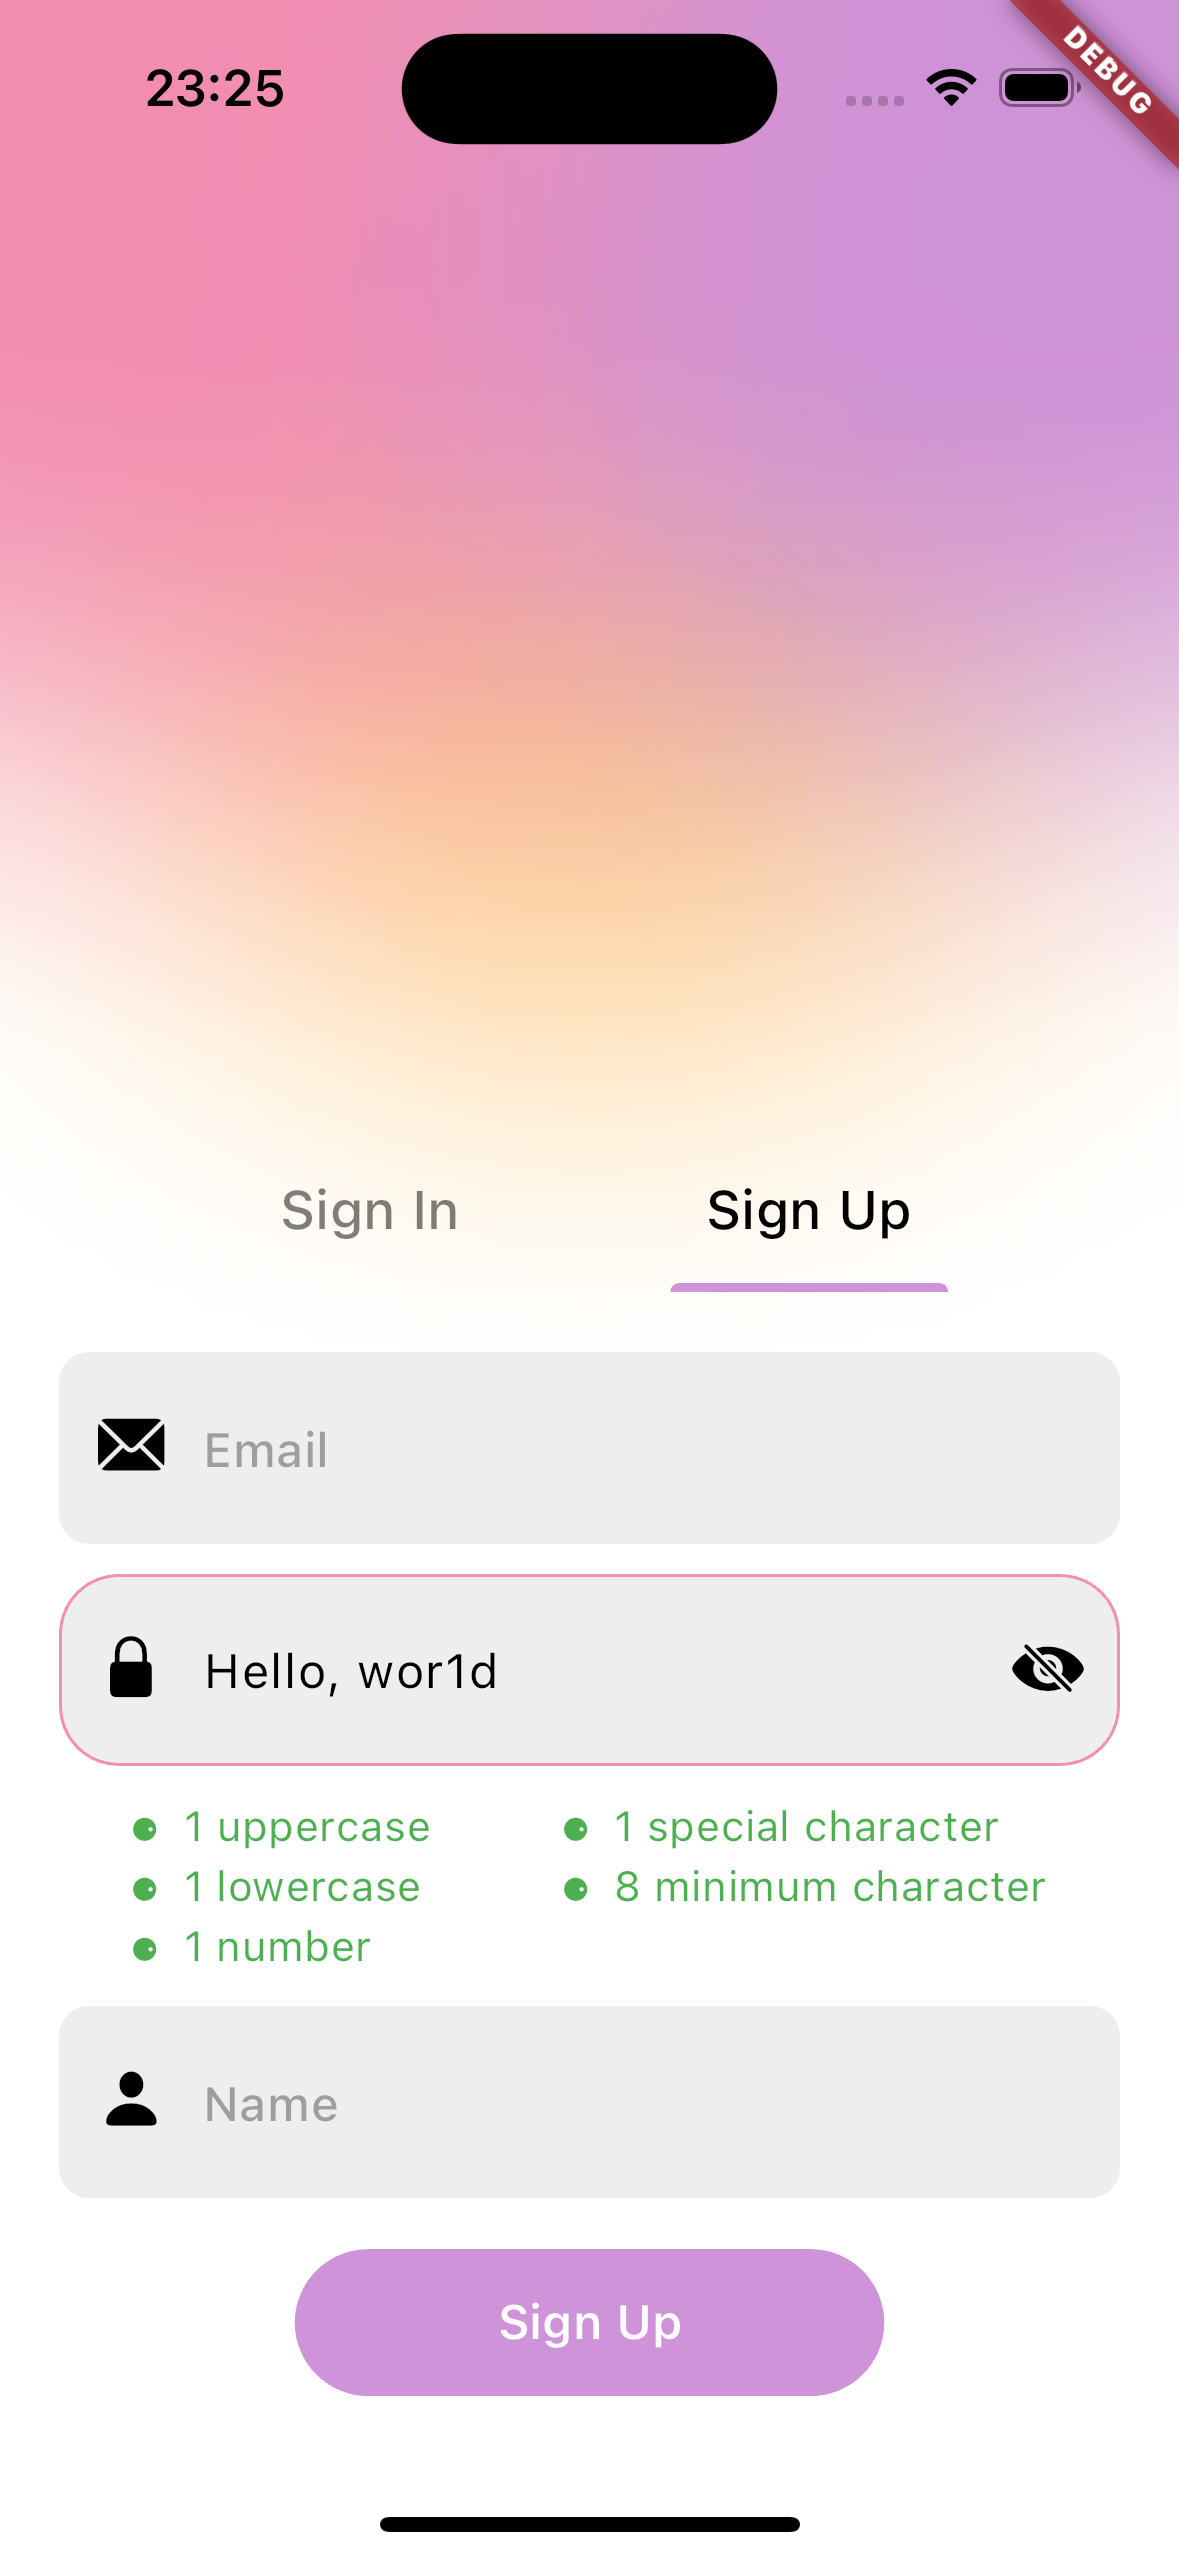 23:25
DEBUG
Sign In Sign Up
Email
Hello, wor1d
1 uppercase 1 special character
1 lowercase 8 minimum character
1 number
Name
Sign Up